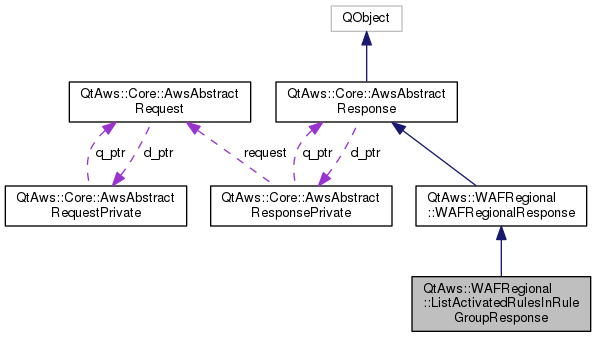 QObject
QtAws::Core::AwsAbstract
Request
QtAws::Core::AwsAbstract
Response
q_ptr
d_ptr
request
q_ptr
d_ptr
QtAws::Core::AwsAbstract
RequestPrivate
QtAws::Core::AwsAbstract
ResponsePrivate
QtAws::WAFRegional
::WAFRegionalResponse
QtAws::WAFRegional
::ListActivatedRulesInRule
GroupResponse